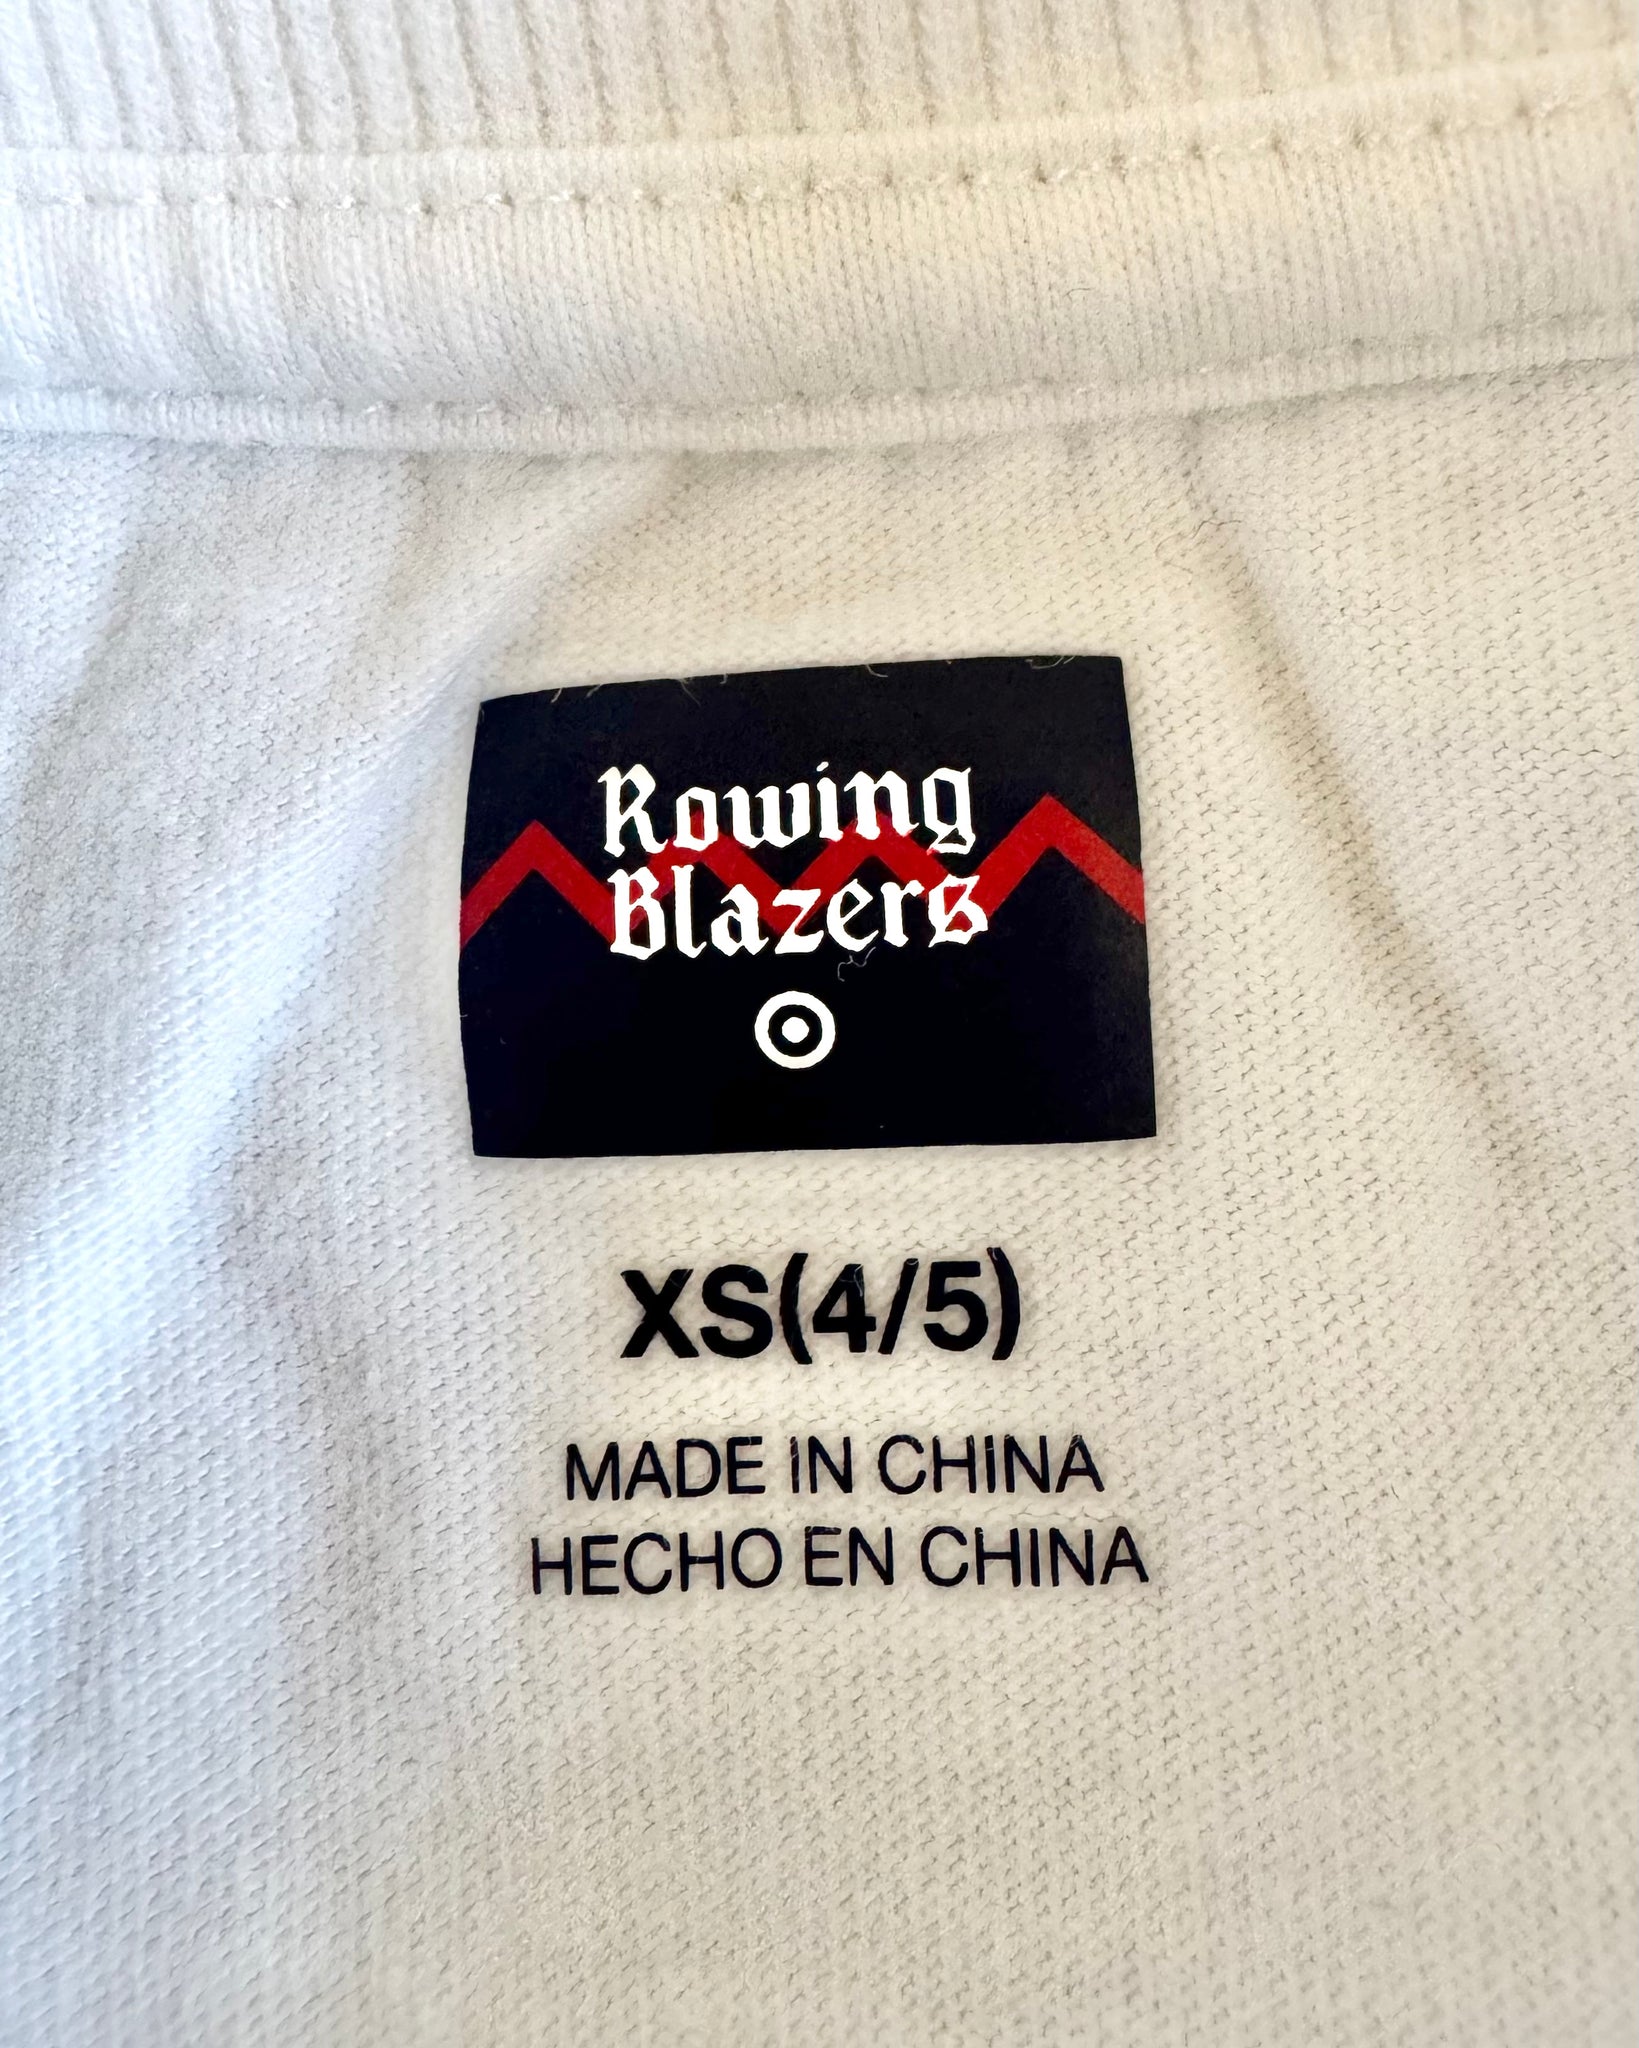 Rowing
Blazers
XS(4/5)
MADE IN CHINA
HECHO EN CHINA